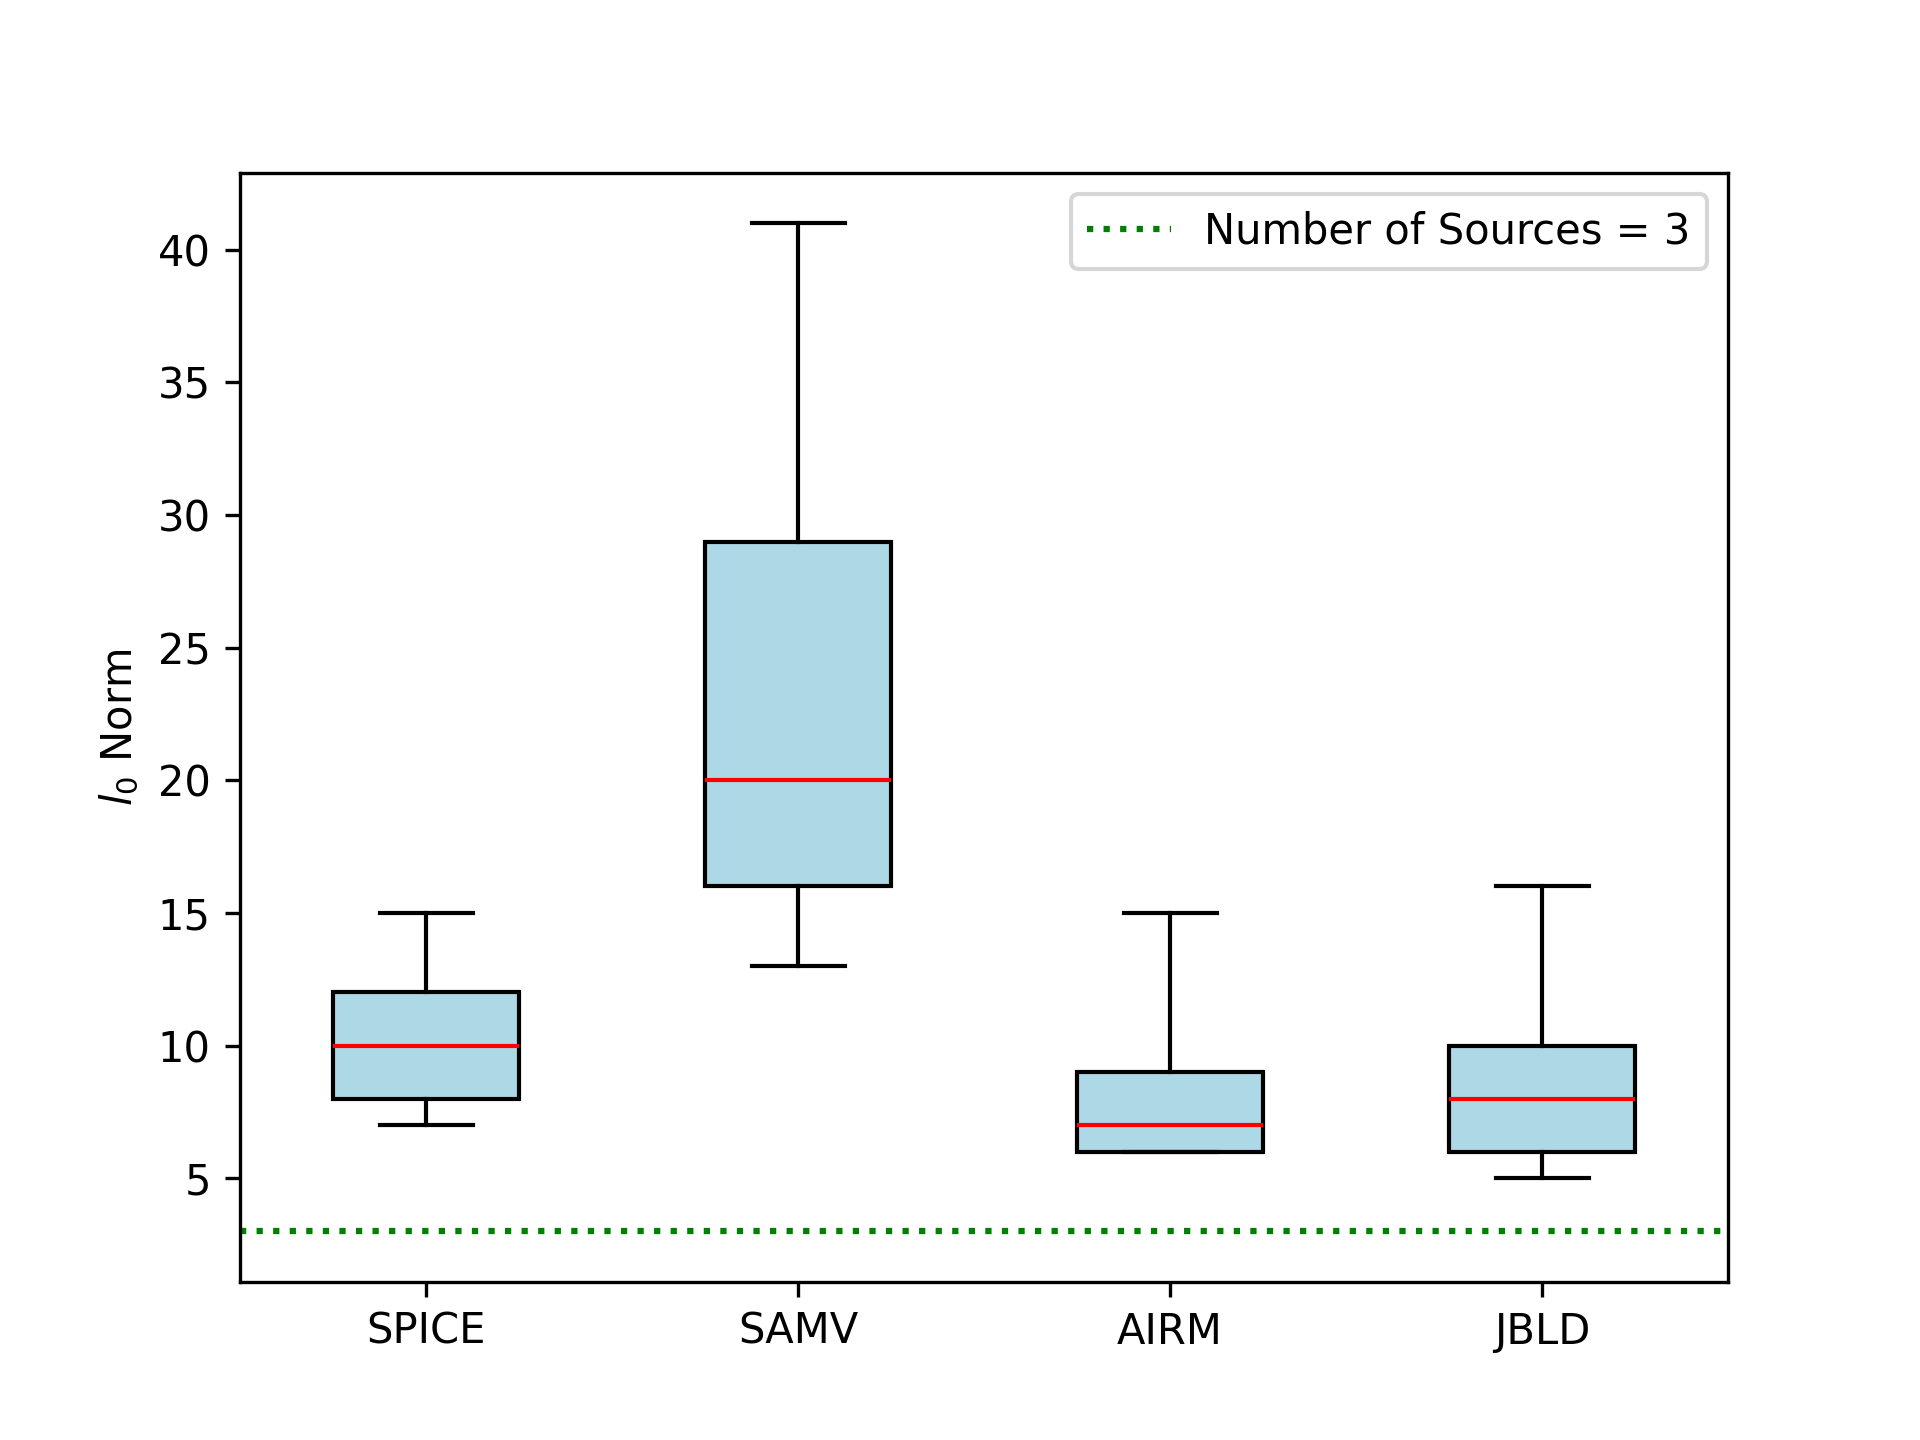 Number of Sources = 3
40
35
30
25
20
15
10
5
l₀ Norm
SPICE
SAMV
AIRM
JBLD